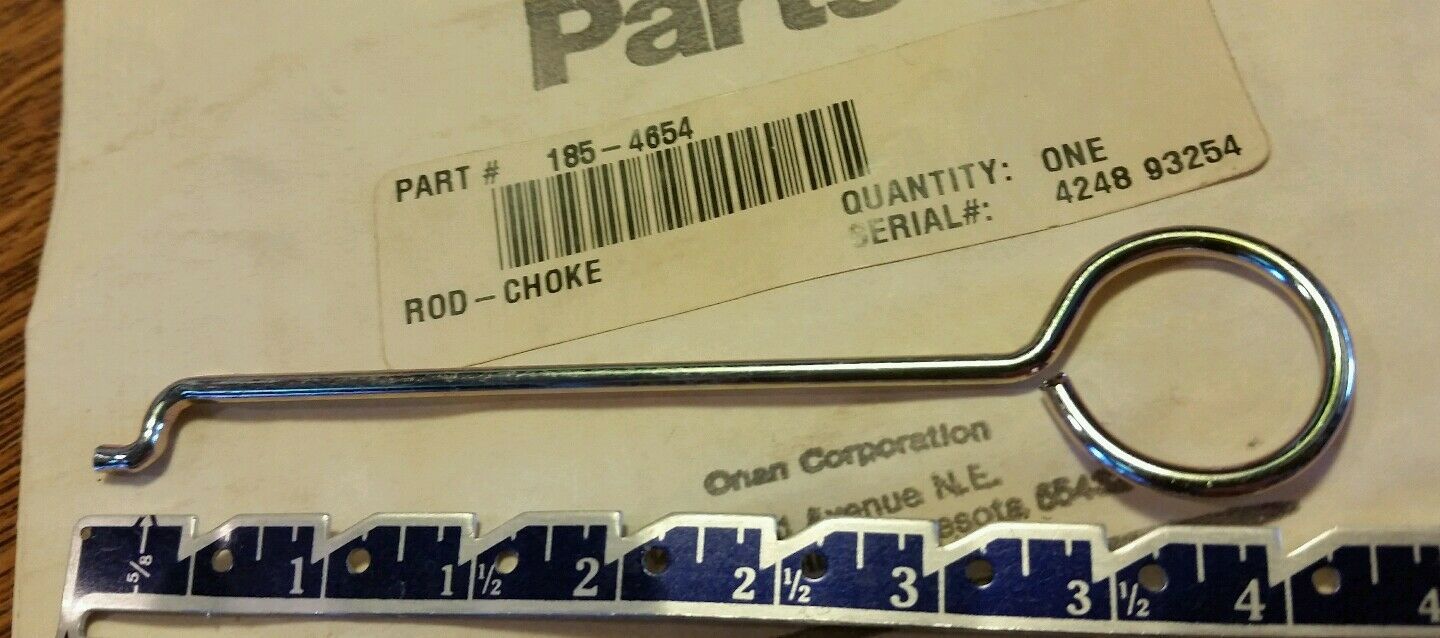 Parts
PART # 185-4654
QUANTITY: ONE
SERIAL#: 4248 93254
ROD-CHOKE
Onan Corporation
Avenue N.E.
5/8 1 1 1/2 2 2 1/2 3 3 1/2 4 4